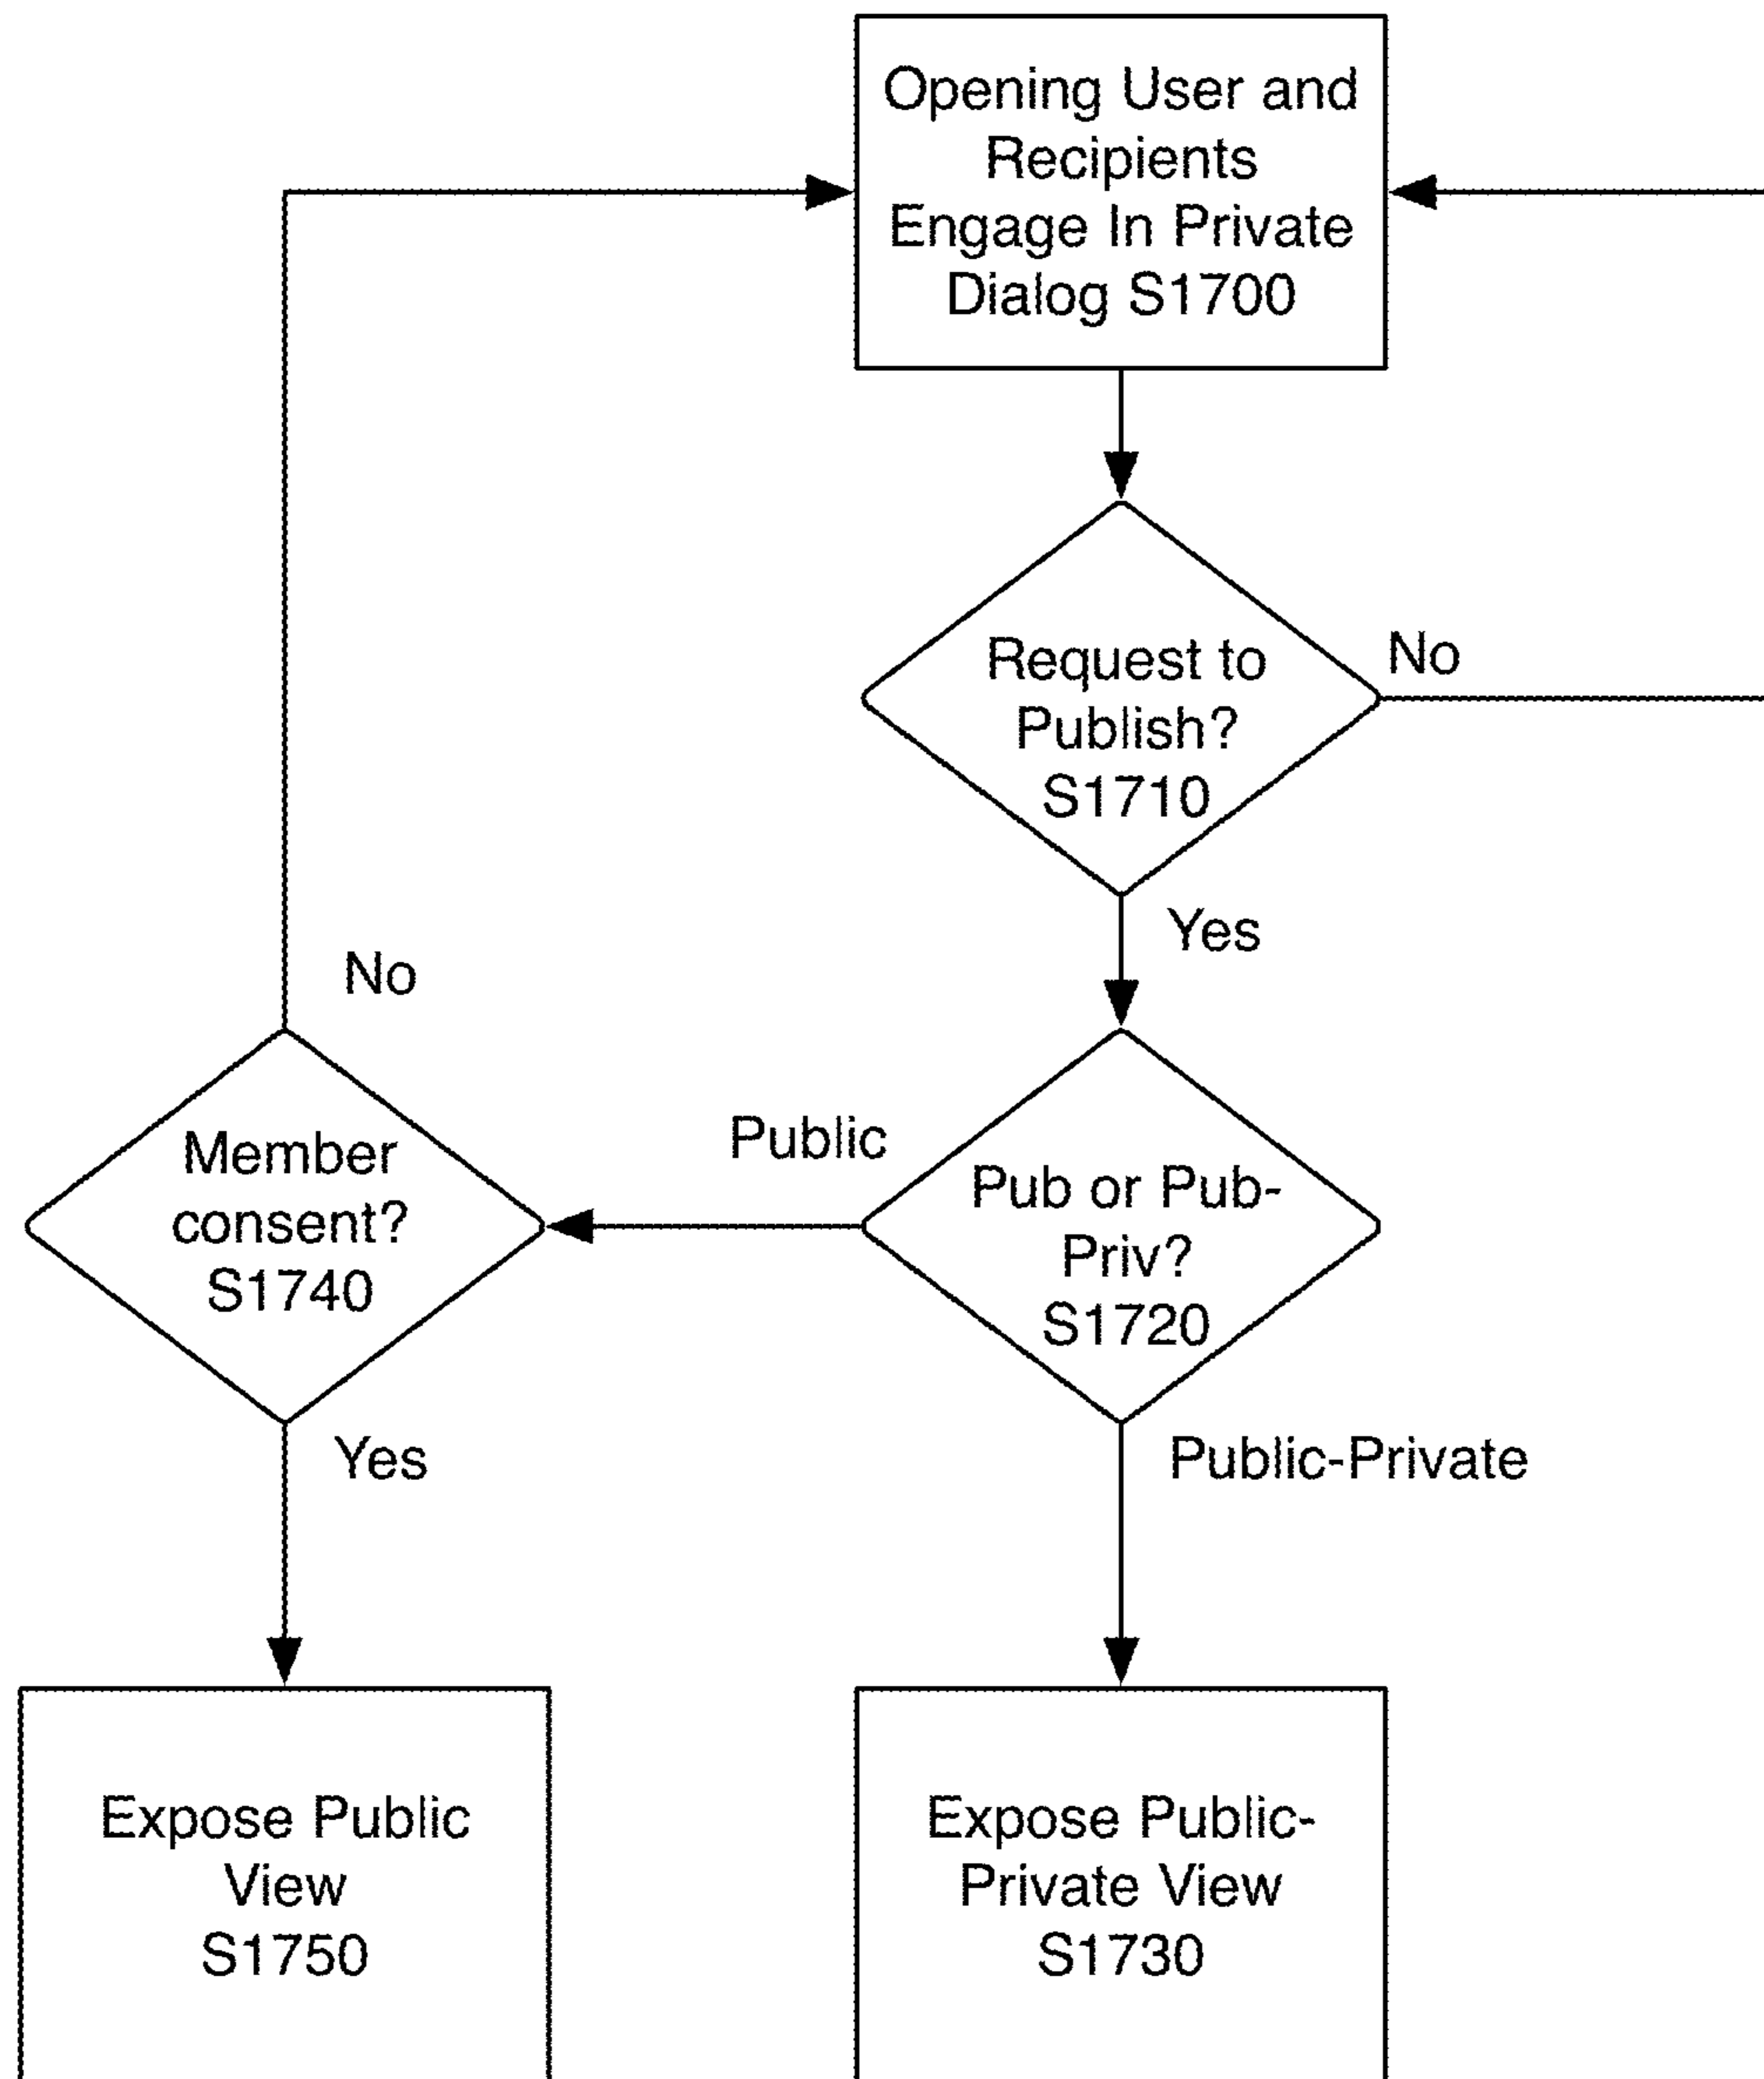 Opening User and
Recipients
Engage In Private
Dialog S1700
Request to
Publish?
S1710
No
Yes
No
Member
consent?
S1740
Public
Pub or Pub-
Priv?
S1720
Yes
Public-Private
Expose Public
View
S1750
Expose Public-
Private View
S1730